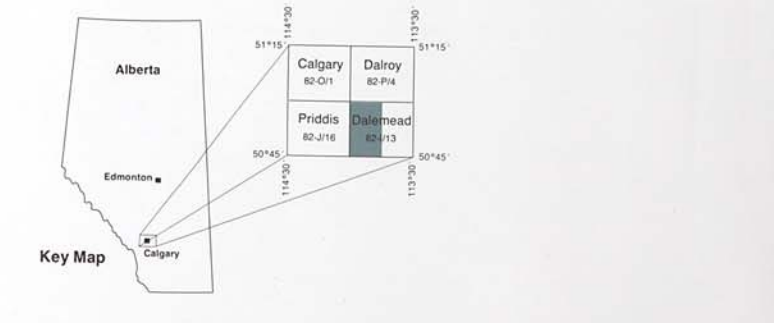 114°30'
113°30'
51°15'
51°15'
Calgary
82-O/1
Dalroy
82-P/4
Alberta
Priddis
82-J/16
Dalemead
82-I/13
50°45'
50°45'
114°30'
113°30'
Edmonton
Calgary
Key Map